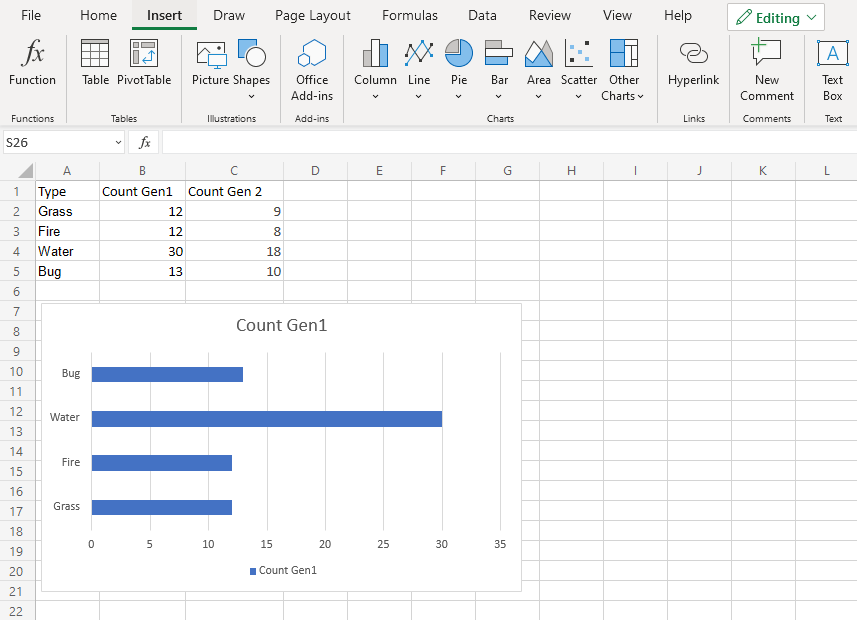 File Home Insert Draw Page Layout Formulas Data Review View Help Editing
fx
Function Table PivotTable Picture Shapes Office Add-ins Column Line Pie Bar Area Scatter Other Charts Hyperlink New Comment A Text Box
Functions Tables Illustrations Add-ins Charts Links Comments Text
S26 fx
A B C D E F G H I J K L
1 Type Count Gen1 Count Gen 2
2 Grass 12 9
3 Fire 12 8
4 Water 30 18
5 Bug 13 10
6
7
8
9
10
11
12
13
14
15
16
17
18
19
20
21
22
Count Gen1
Bug
Water
Fire
Grass
0 5 10 15 20 25 30 35
Count Gen1